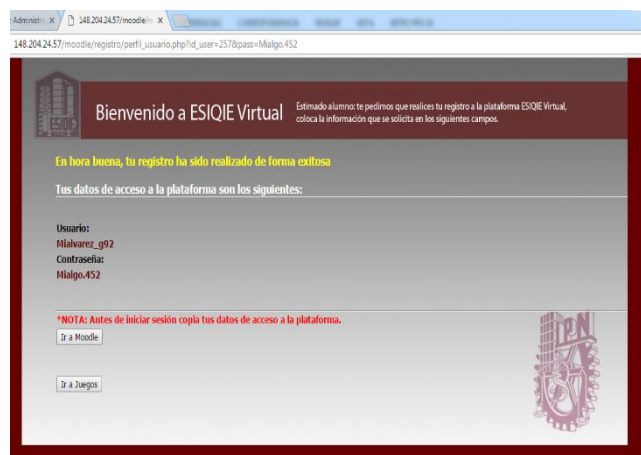 Administr
148.204.24.57/moodle/r
148.204.24.57/moodle/registro/perfil_usuario.php?id_user=257&pass=Mialgo.452
Bienvenido a ESIQIE Virtual
Estimado alumno: te pedimos que realices tu registro a la plataforma ESIQIE Virtual,
coloca la información que se solicita en los siguientes campos.
En hora buena, tu registro ha sido realizado de forma exitosa
Tus datos de acceso a la plataforma son los siguientes:
Usuario:
Mialvarez_g92
Contraseña:
Mialgo.452
*NOTA: Antes de iniciar sesión copia tus datos de acceso a la plataforma.
Ir a Moodle
Ir a Juegos
IPN